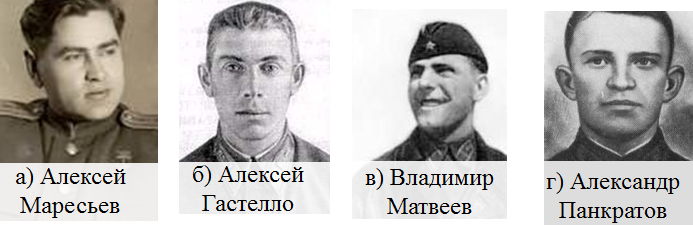 а) Алексей
Маресьев
б) Алексей
Гастелло
в) Владимир
Матвеев
г) Александр
Панкратов